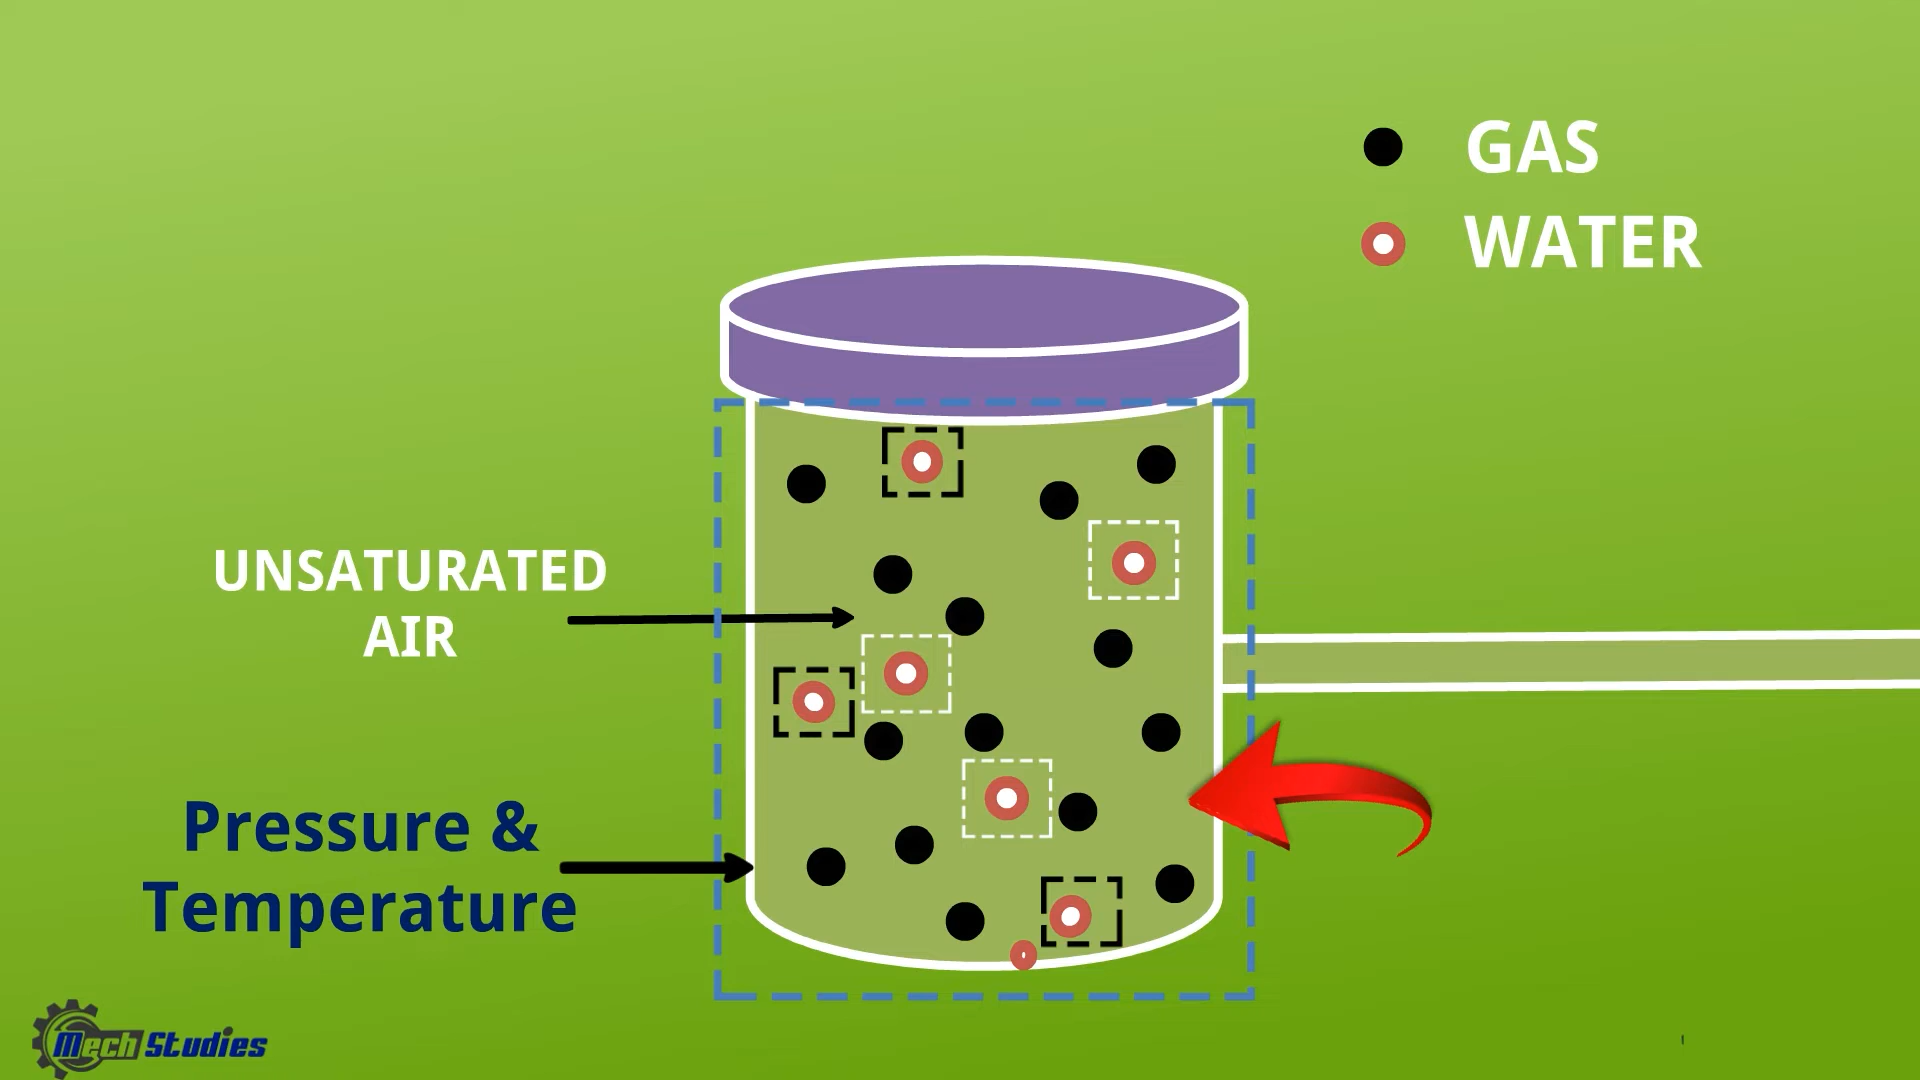 GAS
WATER
UNSATURATED
AIR
Pressure &
Temperature
Mech Studies